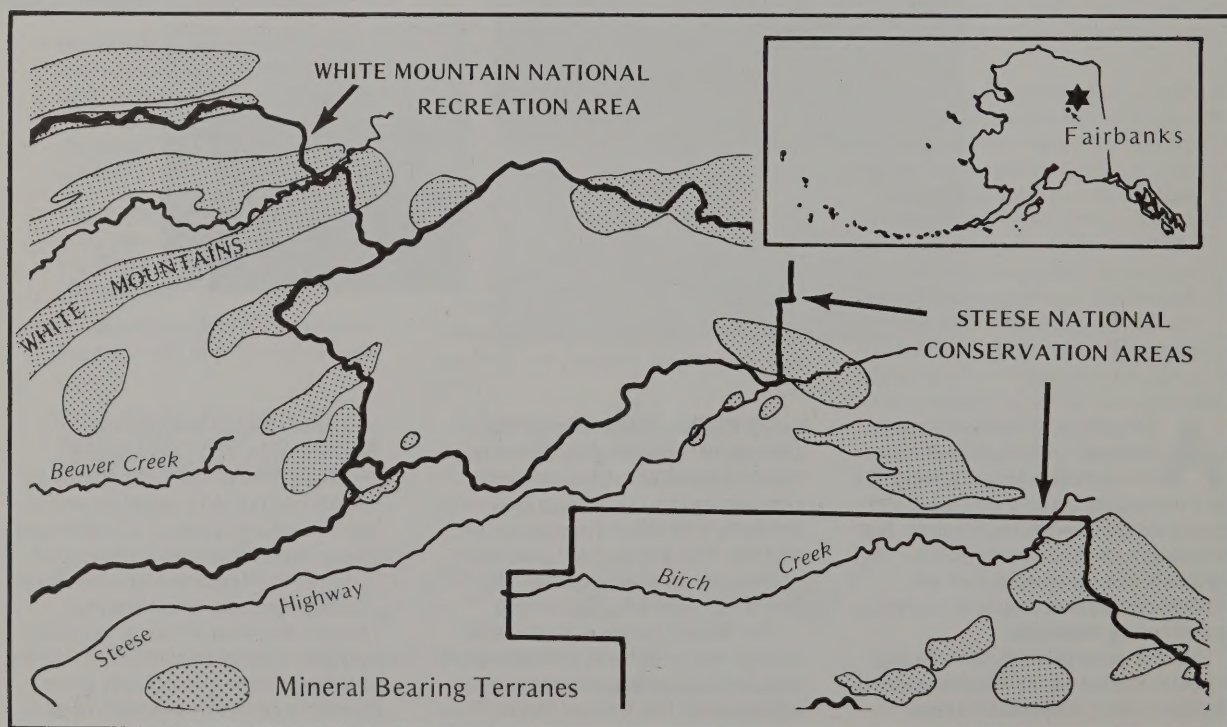 WHITE MOUNTAIN NATIONAL
RECREATION AREA
Fairbanks
WHITE MOUNTAINS
STEESE NATIONAL
CONSERVATION AREAS
Beaver Creek
Birch Creek
Steese Highway
Mineral Bearing Terranes